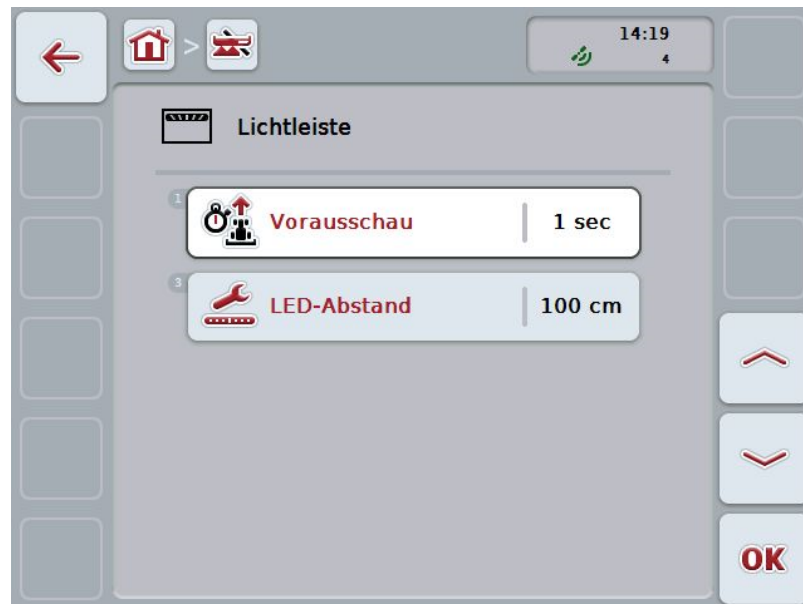 >
14:19
4
Lichtleiste
1
Vorausschau 1 sec
3
LED-Abstand 100 cm
OK